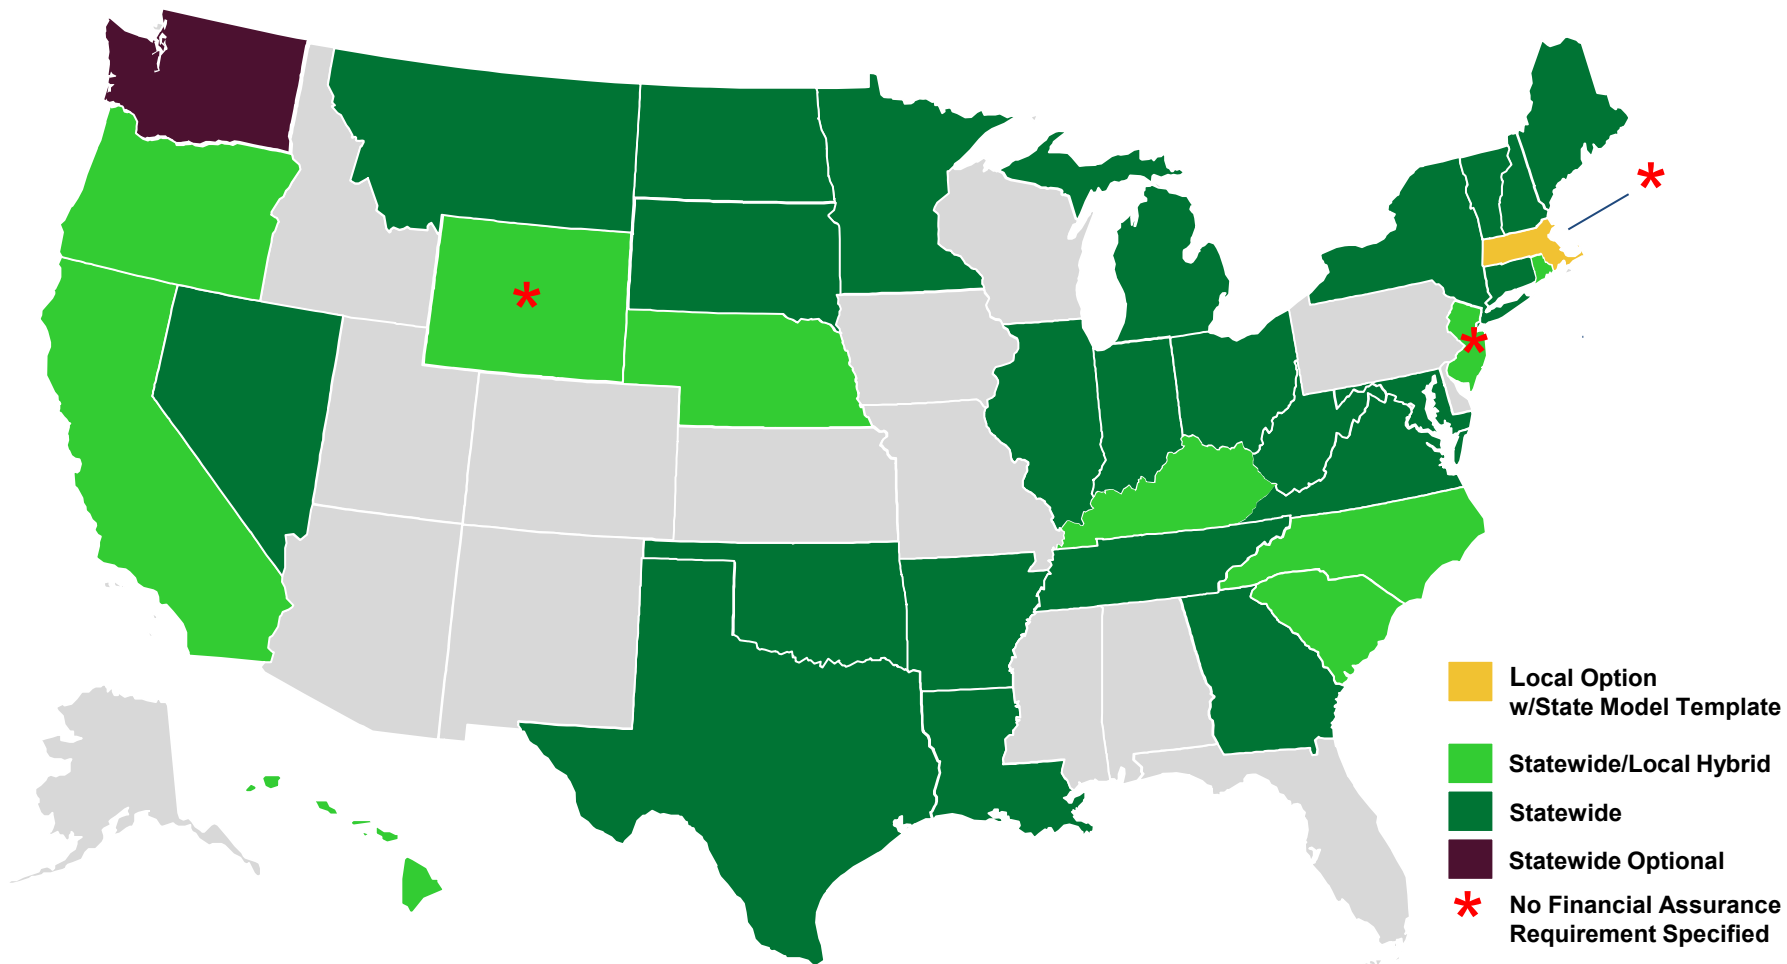 Local Option
w/State Model Template
Statewide/Local Hybrid
Statewide
Statewide Optional
* No Financial Assurance
Requirement Specified